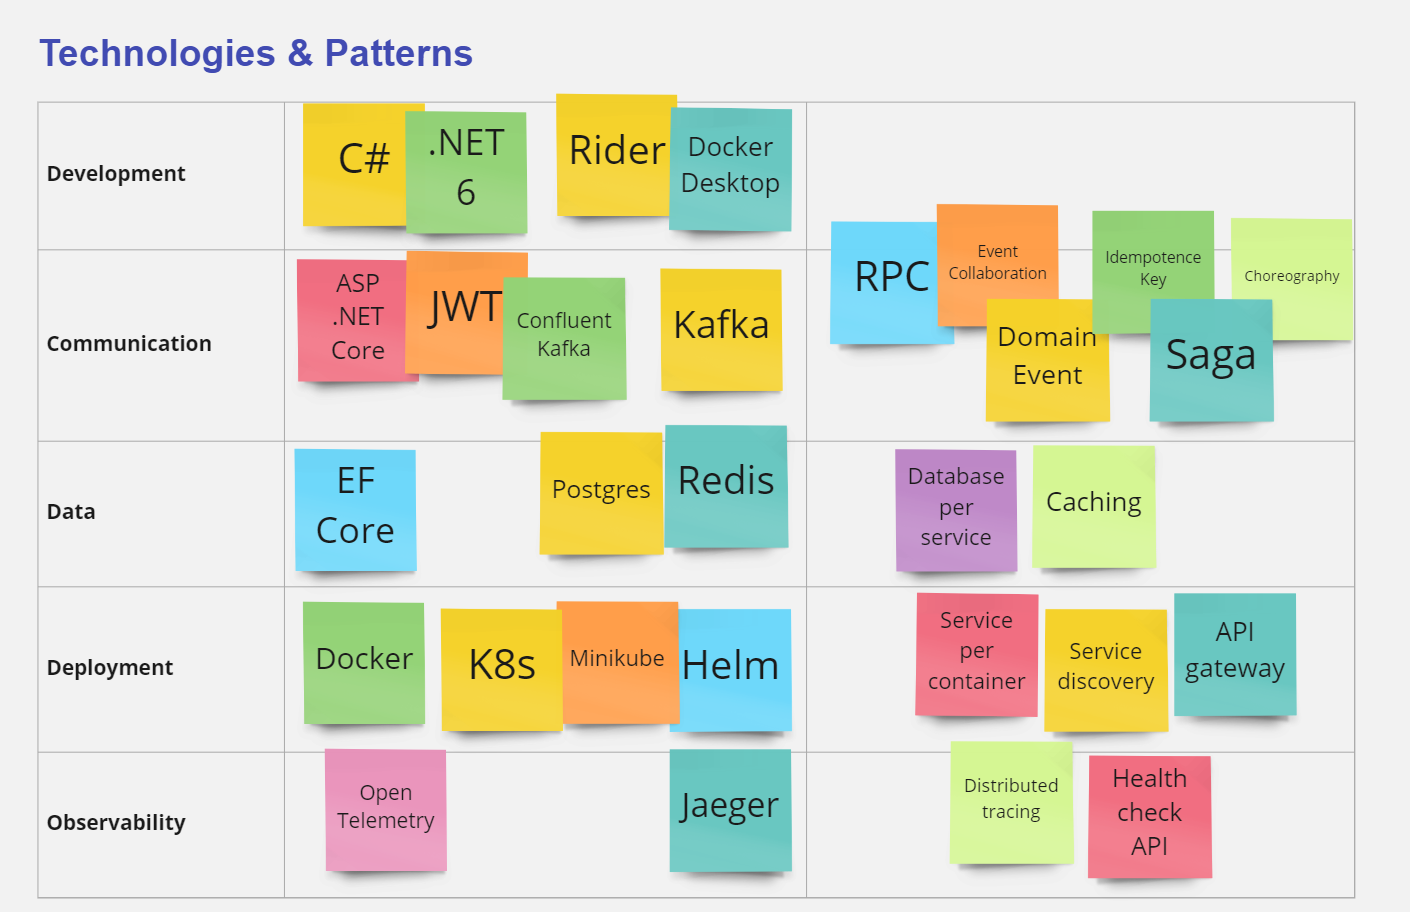 Technologies & Patterns
Development
C#
.NET
6
Rider
Docker
Desktop
Communication
ASP
.NET
Core
JWT
Confluent
Kafka
Kafka
RPC
Event
Collaboration
Domain
Event
Idempotence
Key
Saga
Choreography
Data
EF
Core
Postgres
Redis
Database
per
service
Caching
Deployment
Docker
K8s
Minikube
Helm
Service
per
container
Service
discovery
API
gateway
Observability
Open
Telemetry
Jaeger
Distributed
tracing
Health
check
API